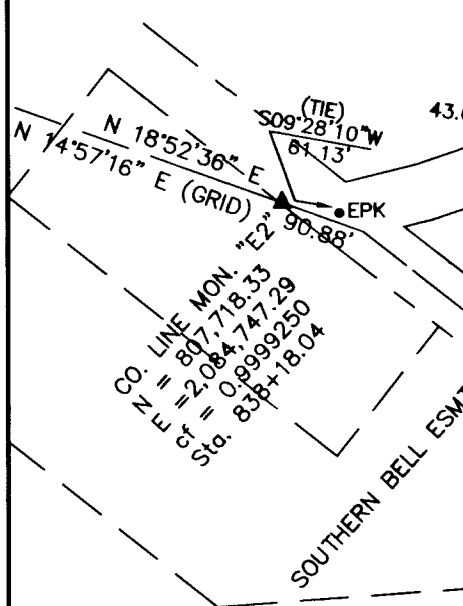 (TIE)
S09°28'10"W
61.13'
43.
N 18°52'36" E
N 14°57'16" E (GRID)
EPK
90.88'
CO. LINE MON. "E2"
N = 807,718.33
E =2,084,747.29
cf = 0.9999250
Sta. 838+18.04
SOUTHERN BELL ESMT